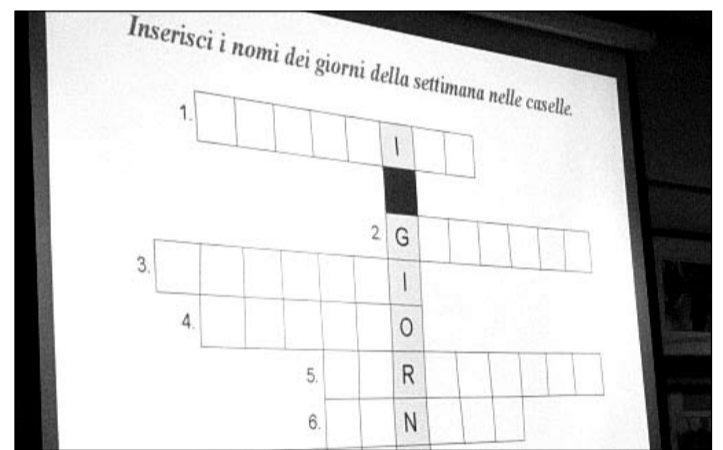 Inserisci i nomi dei giorni della settimana nelle caselle.
1. I
2 G
3. I
4. O
5. R
6. N